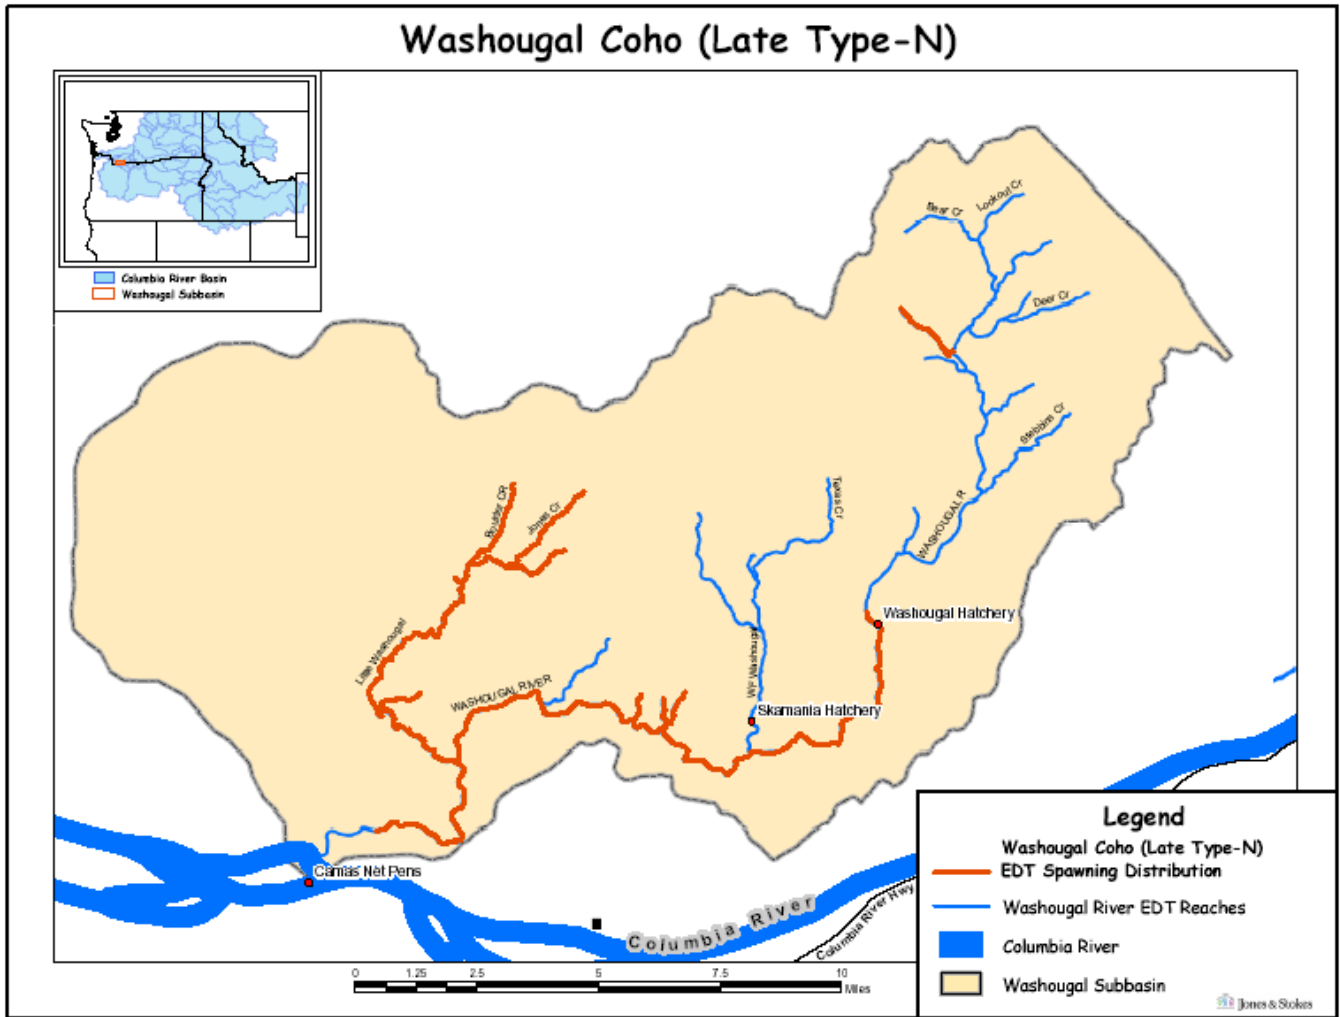 Washougal Coho (Late Type-N)
Columbia River Basin
Washougal Subbasin
Bear Cr
Lookout Cr
Deer Cr
Stebbins Cr
WASHOUGAL R
Texas Cr
Boulder CR
Jones Cr
Little Washougal
WASHOUGAL RIVER
WF Washougal
Washougal Hatchery
Skamania Hatchery
Camas Net Pens
Columbia River
Columbia River Hwy
0 1.25 2.5 5 7.5 10
Miles
Legend
Washougal Coho (Late Type-N)
EDT Spawning Distribution
Washougal River EDT Reaches
Columbia River
Washougal Subbasin
Jones & Stokes